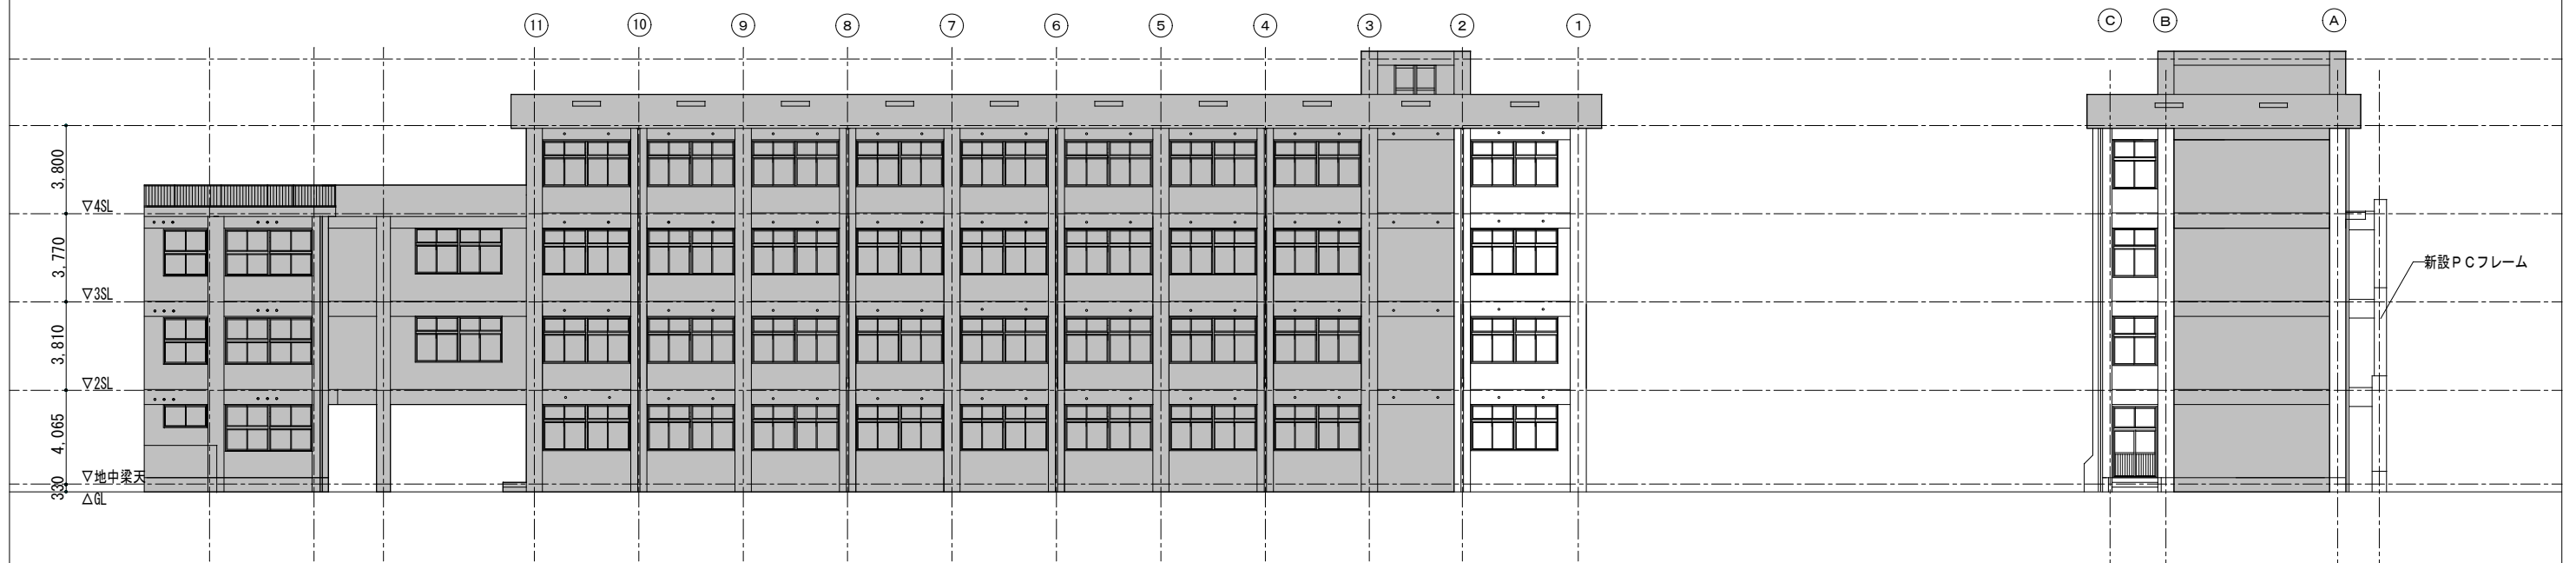 ⑪ ⑩ ⑨ ⑧ ⑦ ⑥ ⑤ ④ ③ ② ① Ⓒ Ⓑ Ⓐ
3,800
▽4SL
3,770
新設PCフレーム
▽3SL
3,810
▽2SL
4,065
▽地中梁天
330
△GL